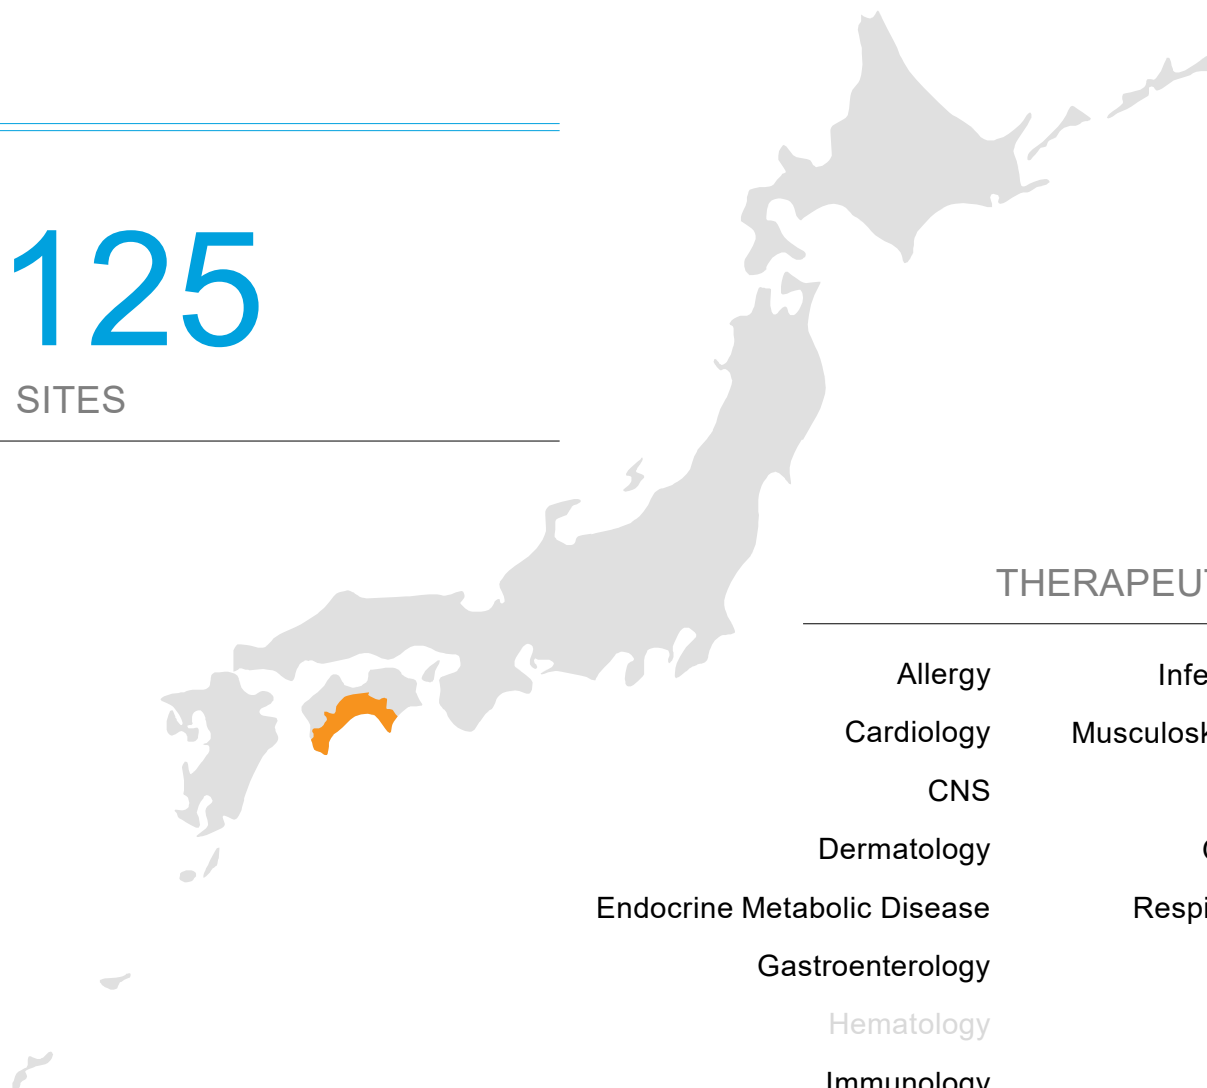 125
SITES
THERAPEU
Allergy
Infe
Cardiology
Musculosk
CNS
Dermatology
Endocrine Metabolic Disease
Respi
Gastroenterology
Hematology
Immunology